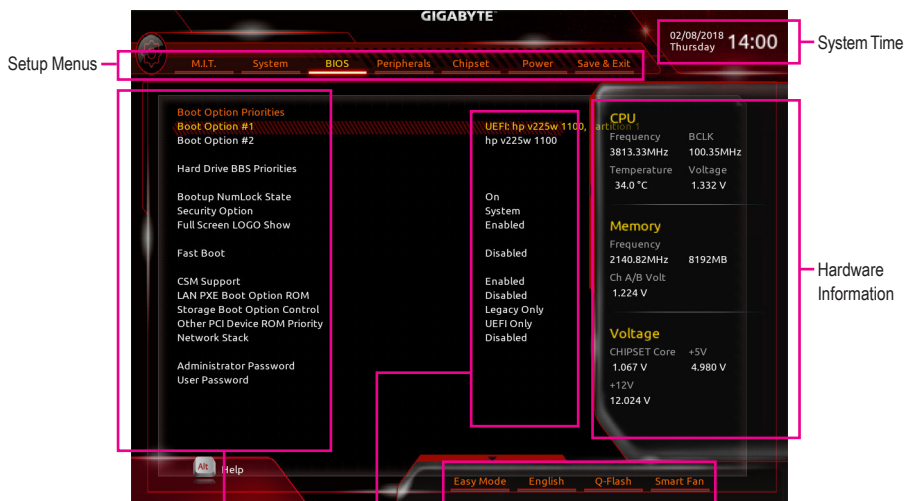 GIGABYTE™
02/08/2018
Thursday 14:00
System Time
Setup Menus
M.I.T. System BIOS Peripherals Chipset Power Save & Exit
Boot Option Priorities
Boot Option #1 UEFI: hp v225w 1100, artition 1
Boot Option #2 hp v225w 1100
Hard Drive BBS Priorities
Bootup NumLock State On
Security Option System
Full Screen LOGO Show Enabled
Fast Boot Disabled
CSM Support Enabled
LAN PXE Boot Option ROM Disabled
Storage Boot Option Control Legacy Only
Other PCI Device ROM Priority UEFI Only
Network Stack Disabled
Administrator Password
User Password
CPU
Frequency BCLK
3813.33MHz 100.35MHz
Temperature Voltage
34.0 °C 1.332 V
Memory
Frequency
2140.82MHz 8192MB
Ch A/B Volt
1.224 V
Voltage
CHIPSET Core +5V
1.067 V 4.980 V
+12V
12.024 V
Hardware
Information
Alt Help
Easy Mode English Q-Flash Smart Fan